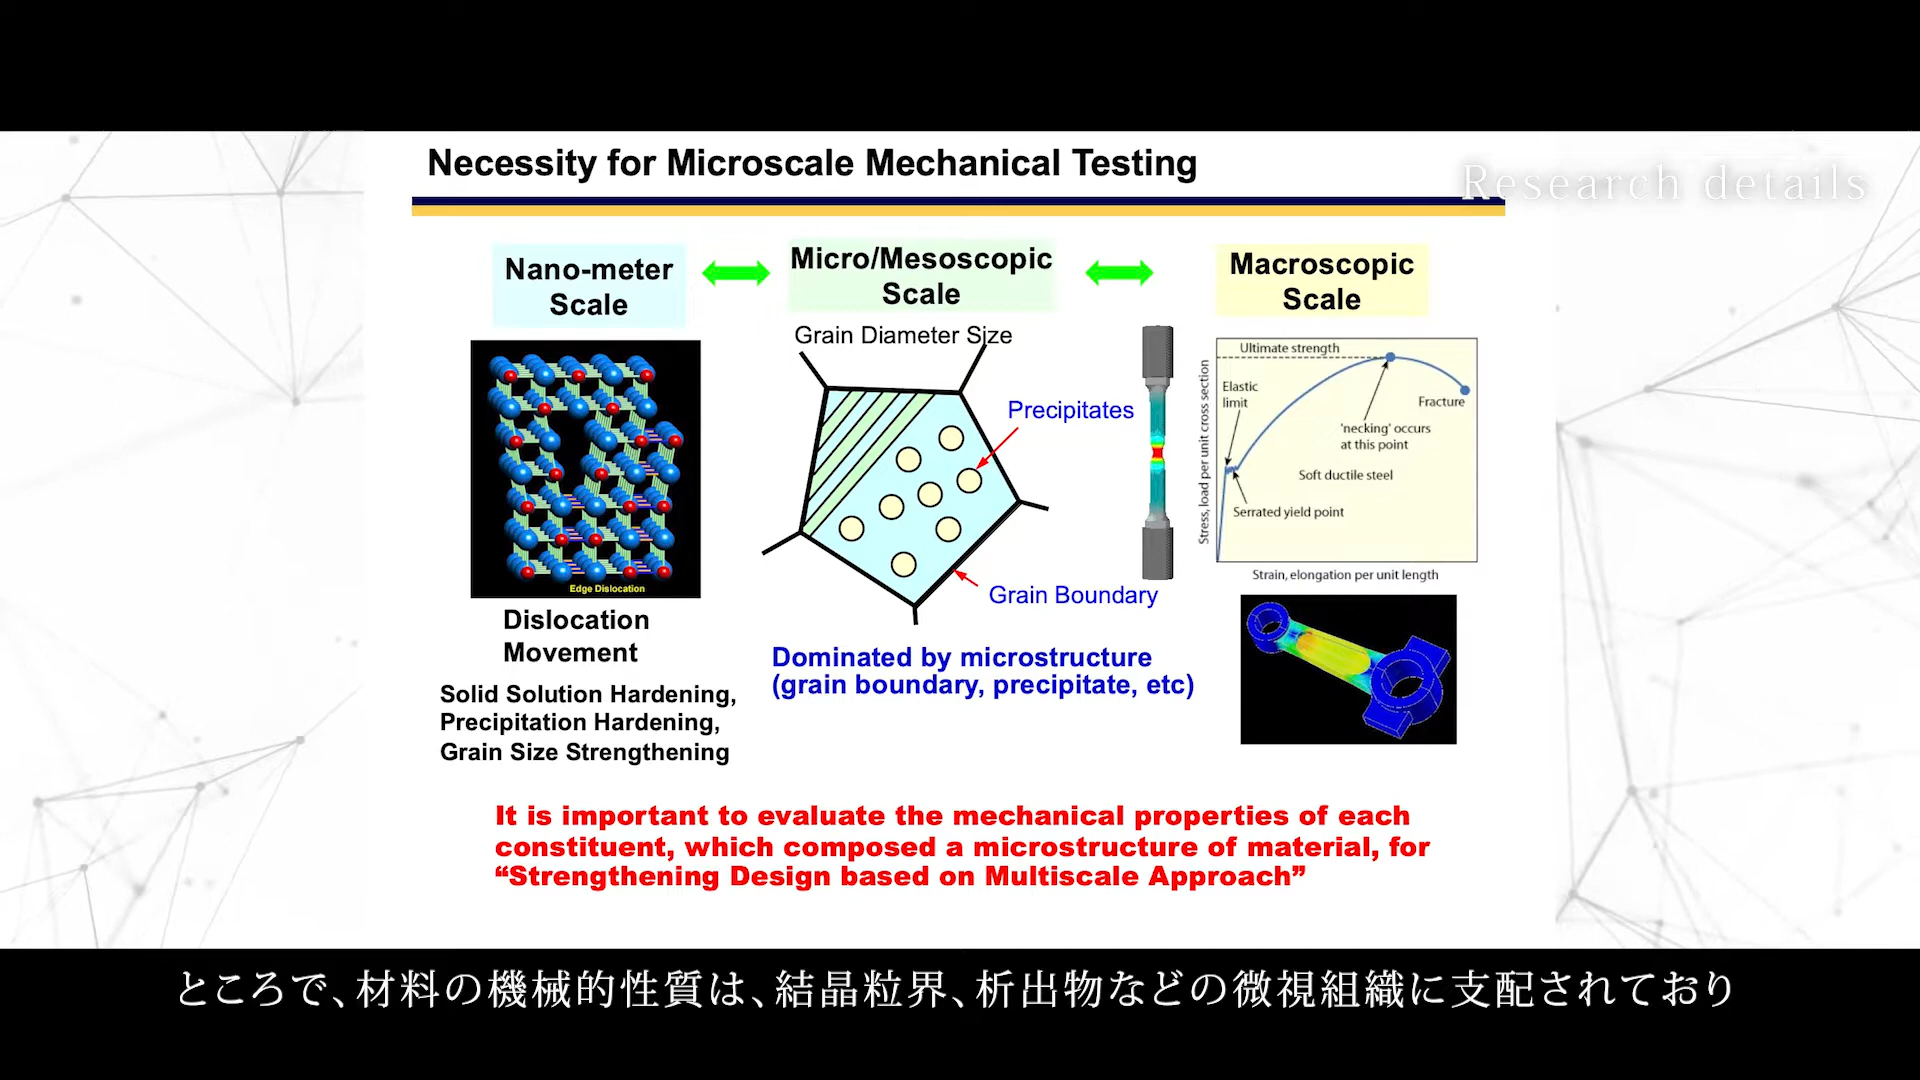 Necessity for Microscale Mechanical Testing
Research details
Nano-meter
Scale
Micro/Mesoscopic
Scale
Macroscopic
Scale
Edge Dislocation
Dislocation
Movement
Solid Solution Hardening,
Precipitation Hardening,
Grain Size Strengthening
Grain Diameter Size
Precipitates
Grain Boundary
Dominated by microstructure
(grain boundary, precipitate, etc)
Stress, load per unit cross section
Ultimate strength
Elastic
limit
Fracture
'necking' occurs
at this point
Soft ductile steel
Serrated yield point
Strain, elongation per unit length
It is important to evaluate the mechanical properties of each
constituent, which composed a microstructure of material, for
“Strengthening Design based on Multiscale Approach”
ところで、材料の機械的性質は、結晶粒界、析出物などの微視組織に支配されており